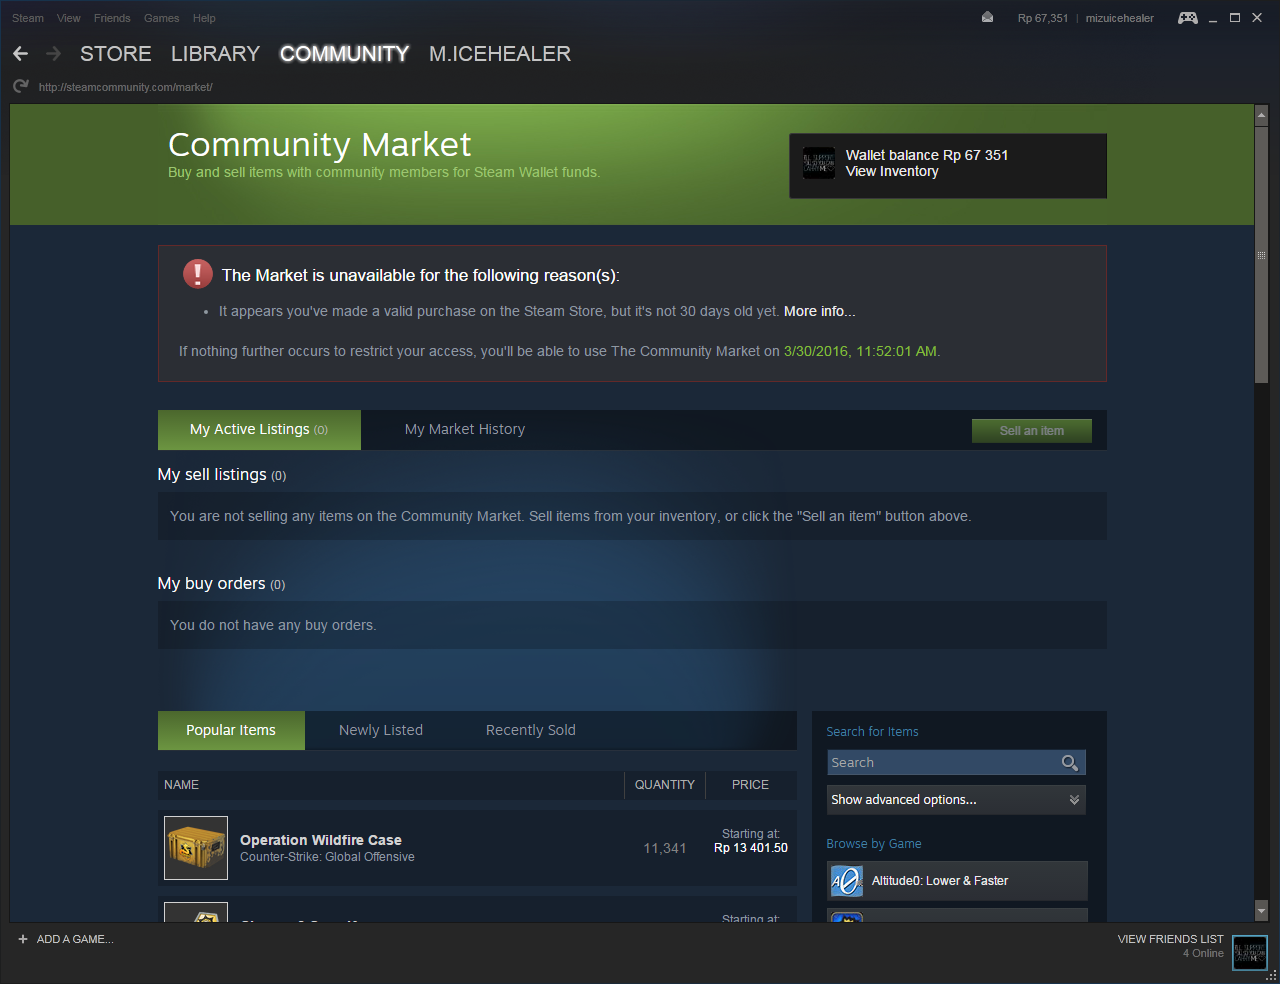 Steam View Friends Games Help
Rp 67,351 | mizuicehealer
STORE LIBRARY COMMUNITY M.ICEHEALER
http://steamcommunity.com/market/
Community Market
Buy and sell items with community members for Steam Wallet funds.
Wallet balance Rp 67 351
View Inventory
The Market is unavailable for the following reason(s):
• It appears you've made a valid purchase on the Steam Store, but it's not 30 days old yet. More info...
If nothing further occurs to restrict your access, you'll be able to use The Community Market on 3/30/2016, 11:52:01 AM.
My Active Listings (0) My Market History Sell an item
My sell listings (0)
You are not selling any items on the Community Market. Sell items from your inventory, or click the "Sell an item" button above.
My buy orders (0)
You do not have any buy orders.
Popular Items Newly Listed Recently Sold
NAME QUANTITY PRICE
Operation Wildfire Case
Counter-Strike: Global Offensive
11,341
Starting at:
Rp 13 401.50
Starting at:
Search for Items
Search
Show advanced options...
Browse by Game
Altitude0: Lower & Faster
+ ADD A GAME...
VIEW FRIENDS LIST
4 Online